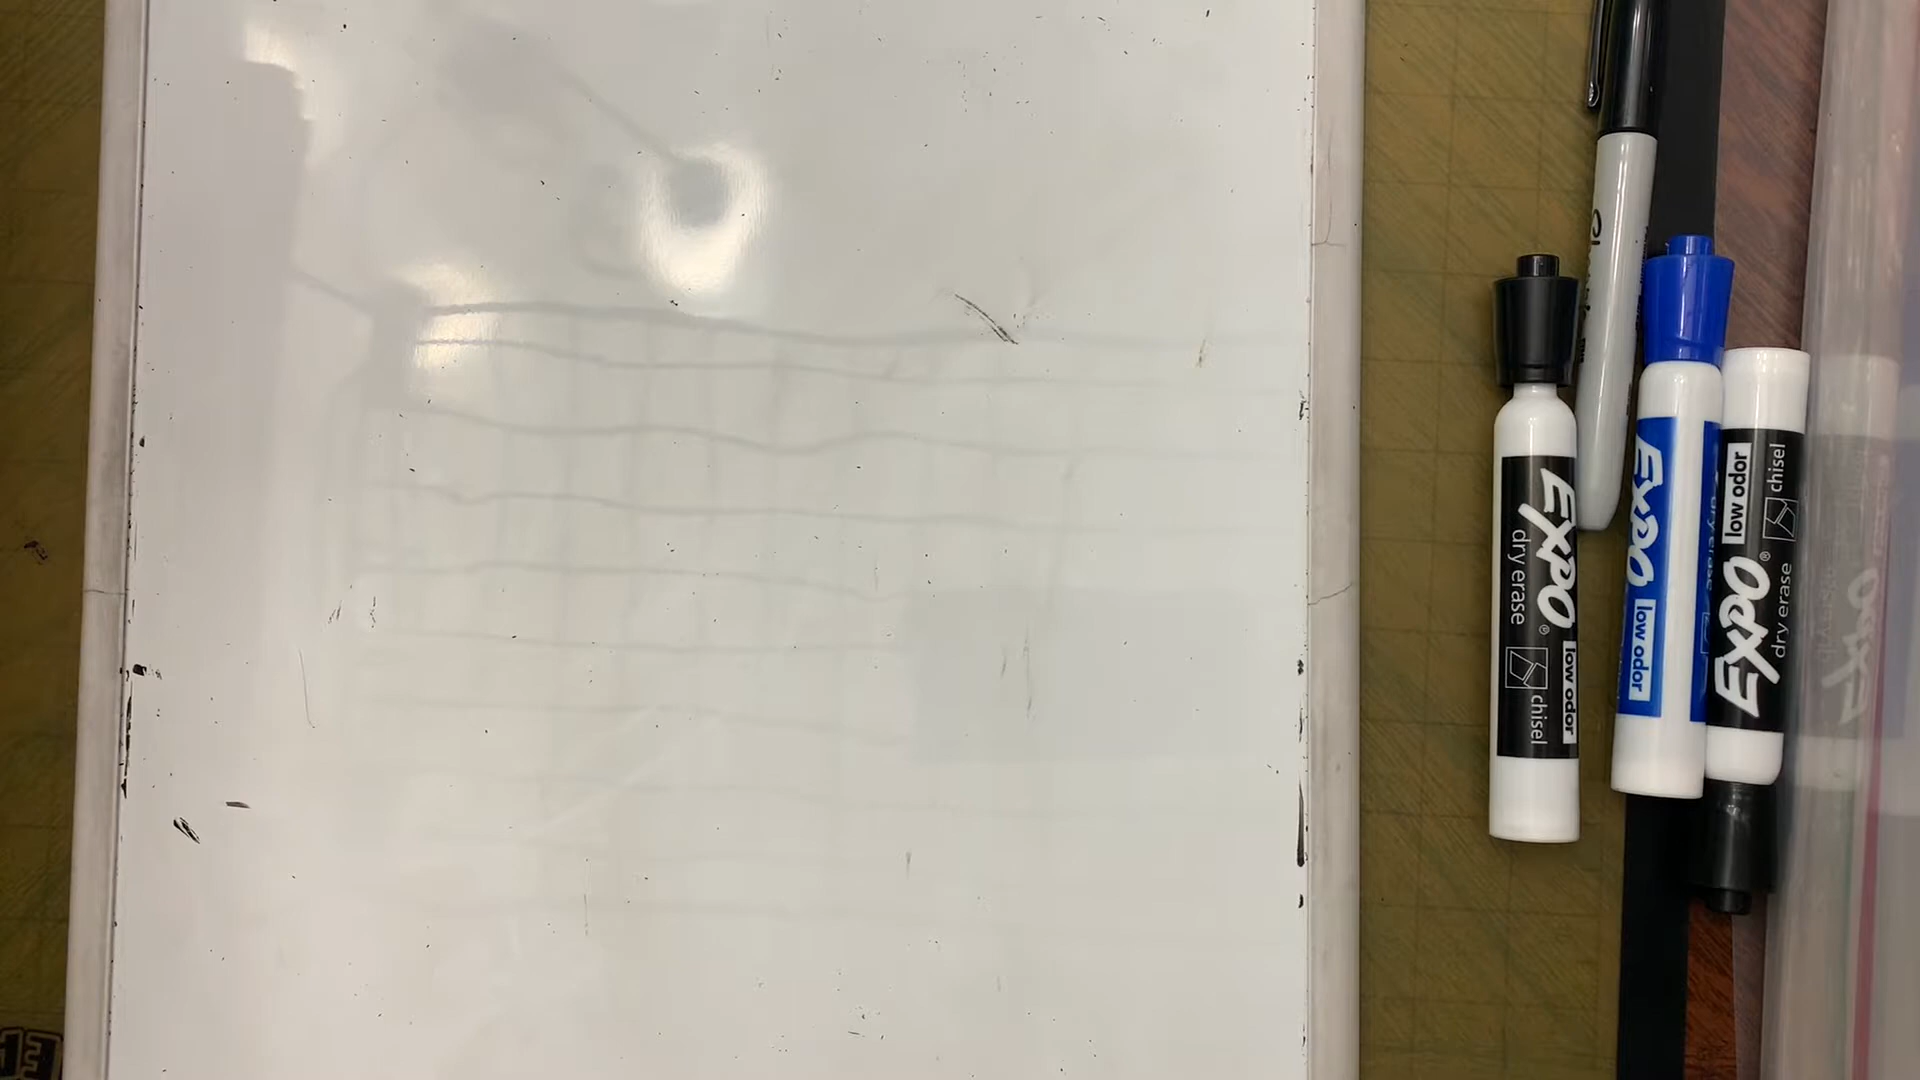 EXPO
dry erase
low odor
chisel
EXPO
low odor
dry erase
EXPO
dry erase
low odor
chisel